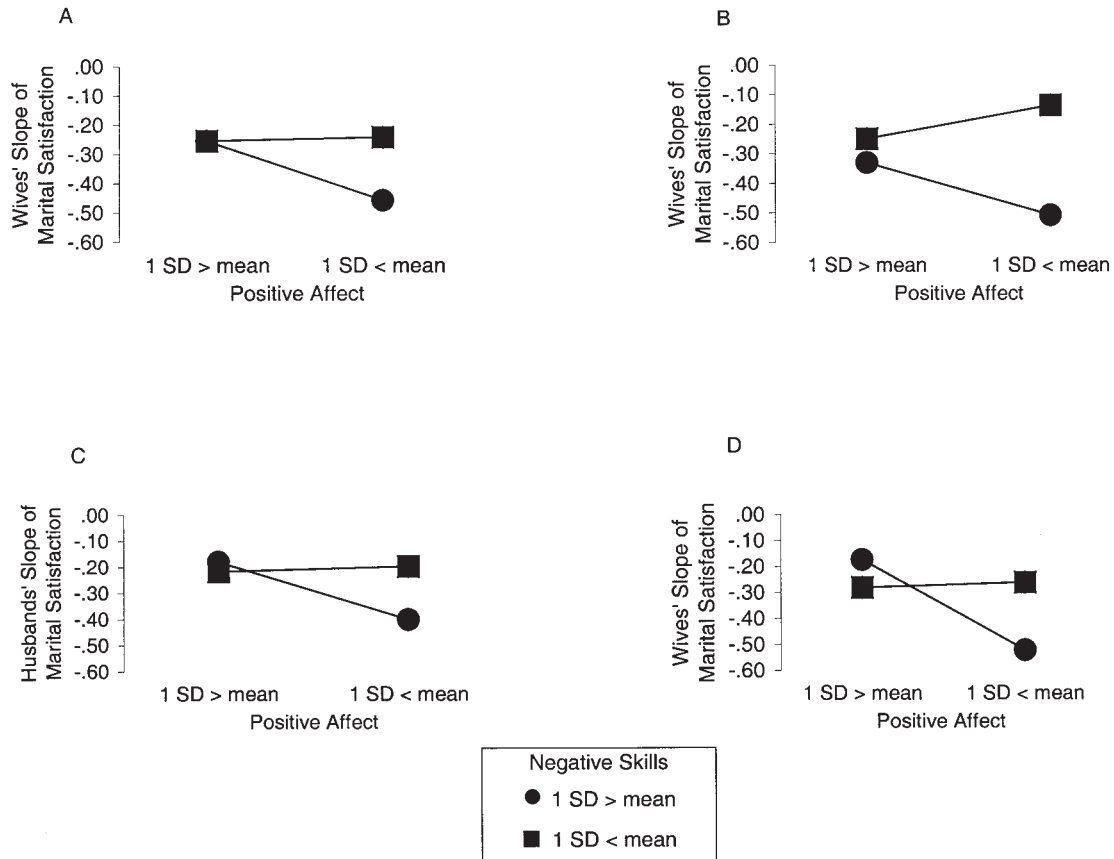 A
Wives' Slope of
Marital Satisfaction
.00
-.10
-.20
-.30
-.40
-.50
-.60
1 SD > mean
1 SD < mean
Positive Affect
B
Wives' Slope of
Marital Satisfaction
.00
-.10
-.20
-.30
-.40
-.50
-.60
1 SD > mean
1 SD < mean
Positive Affect
C
Husbands' Slope of
Marital Satisfaction
.00
-.10
-.20
-.30
-.40
-.50
-.60
1 SD > mean
1 SD < mean
Positive Affect
D
Wives' Slope of
Marital Satisfaction
.00
-.10
-.20
-.30
-.40
-.50
-.60
1 SD > mean
1 SD < mean
Positive Affect
Negative Skills
1 SD > mean
1 SD < mean